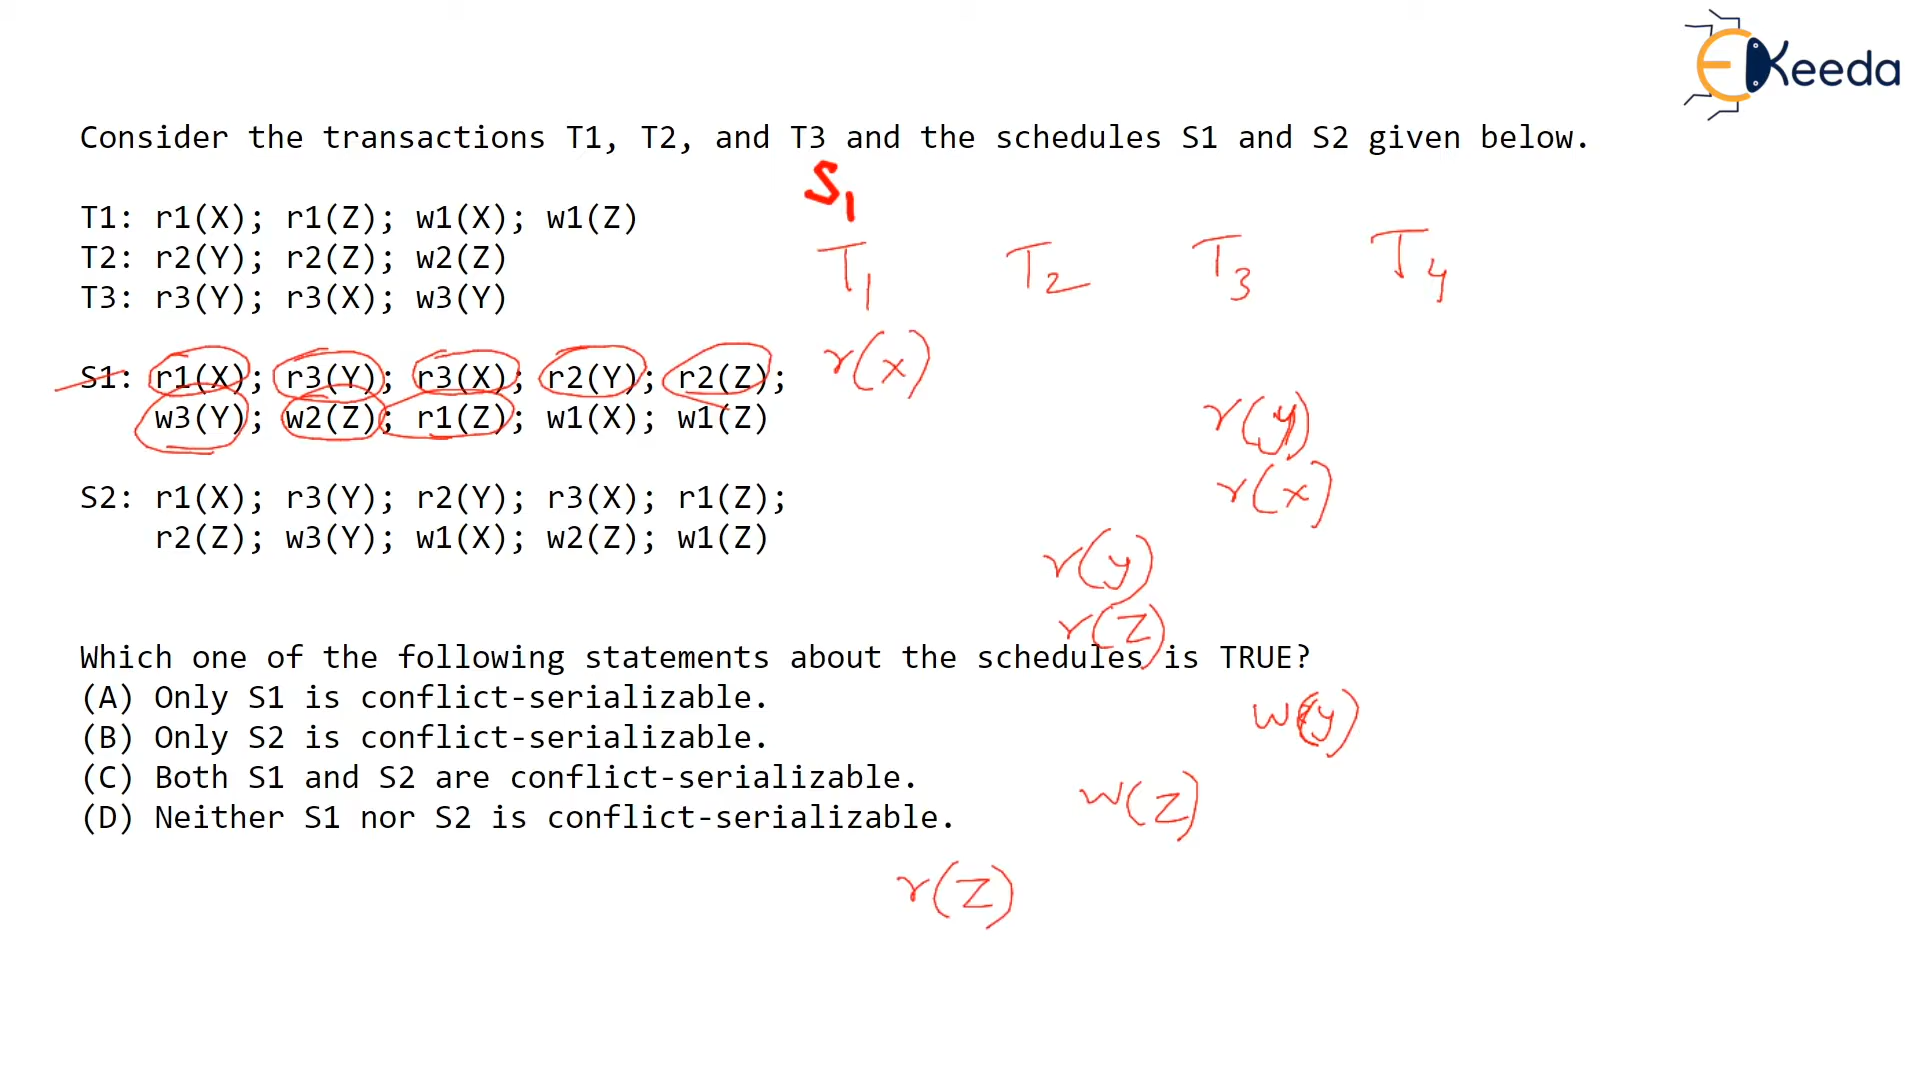 Keeda
Consider the transactions T1, T2, and T3 and the schedules S1 and S2 given below.
S1
T1: r1(X); r1(Z); w1(X); w1(Z)
T2: r2(Y); r2(Z); w2(Z)
T3: r3(Y); r3(X); w3(Y)
T1 T2 T3 T4
S1: r1(X); r3(Y); r3(X); r2(Y); r2(Z);
w3(Y); w2(Z); r1(Z); w1(X); w1(Z)
r(x)
r(y)
r(x)
S2: r1(X); r3(Y); r2(Y); r3(X); r1(Z);
r2(Z); w3(Y); w1(X); w2(Z); w1(Z)
r(y)
r(Z)
Which one of the following statements about the schedules is TRUE?
(A) Only S1 is conflict-serializable.
(B) Only S2 is conflict-serializable.
(C) Both S1 and S2 are conflict-serializable.
(D) Neither S1 nor S2 is conflict-serializable.
w(y)
w(Z)
r(Z)